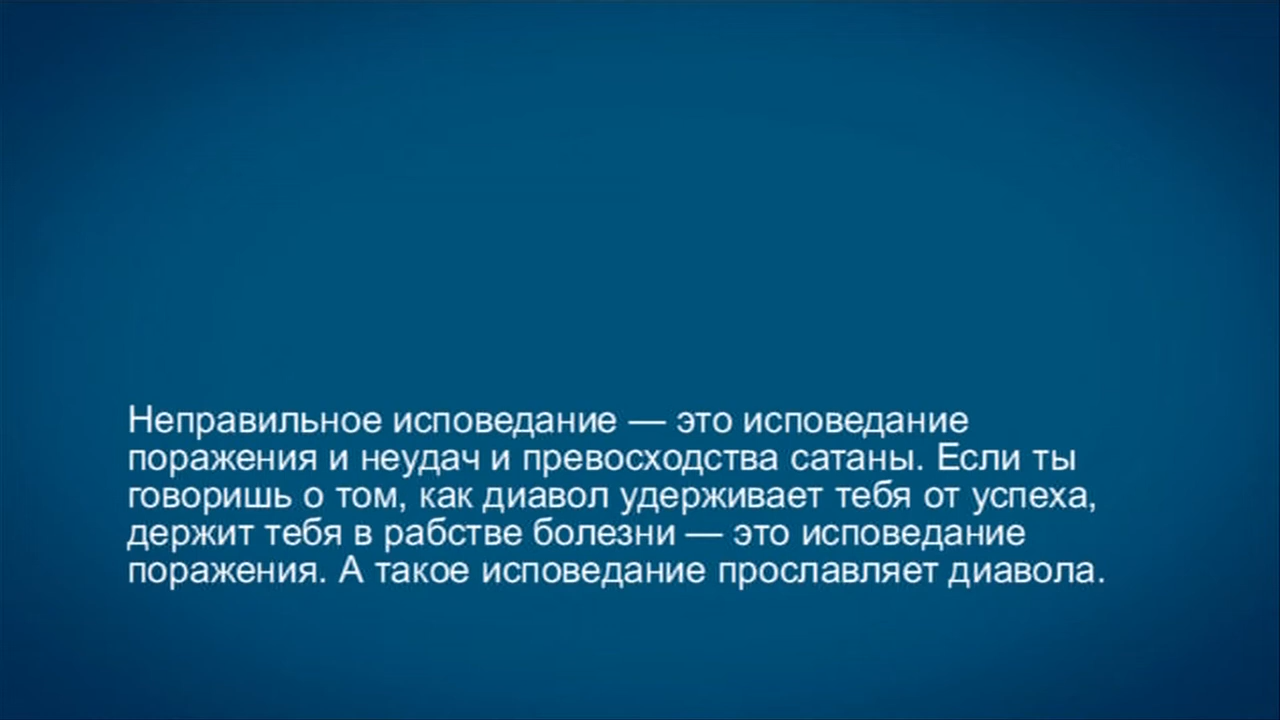 Неправильное исповедание — это исповедание
поражения и неудач и превосходства сатаны. Если ты
говоришь о том, как диавол удерживает тебя от успеха,
держит тебя в рабстве болезни — это исповедание
поражения. А такое исповедание прославляет диавола.